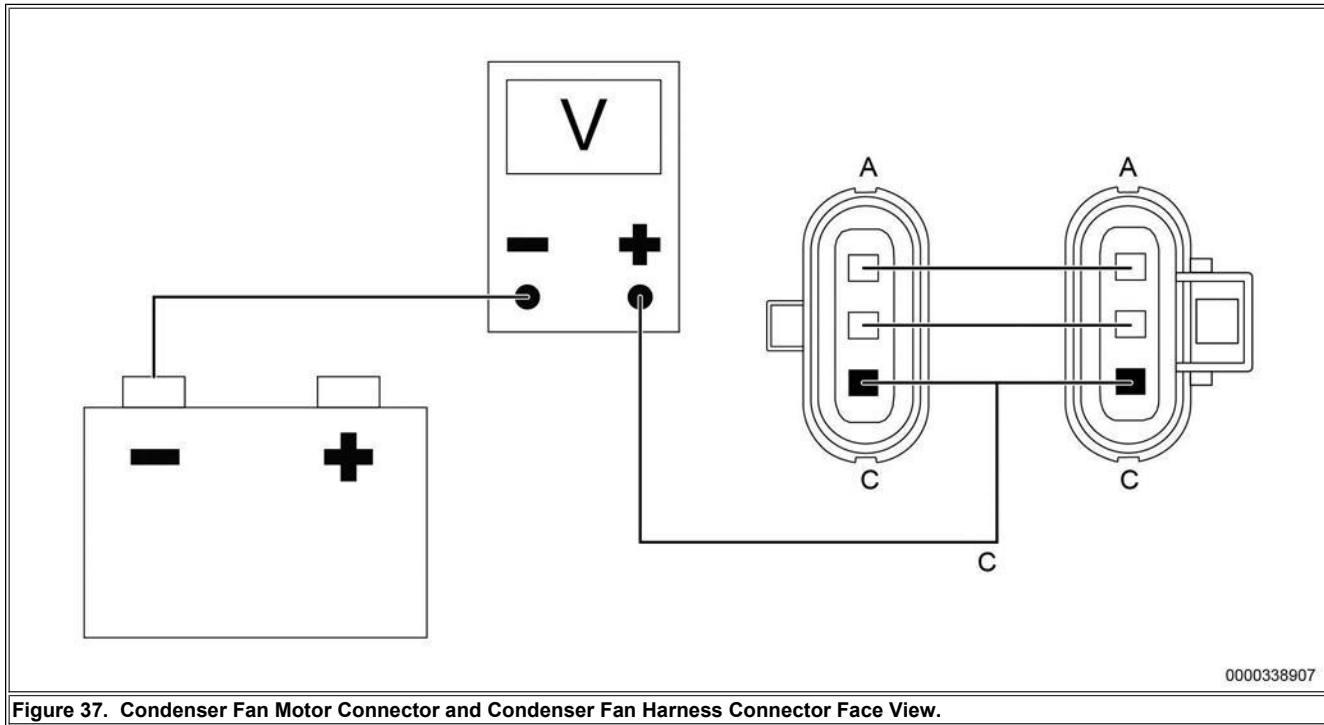 V
A
A
- +
- +
C
C
C
0000338907
Figure 37. Condenser Fan Motor Connector and Condenser Fan Harness Connector Face View.